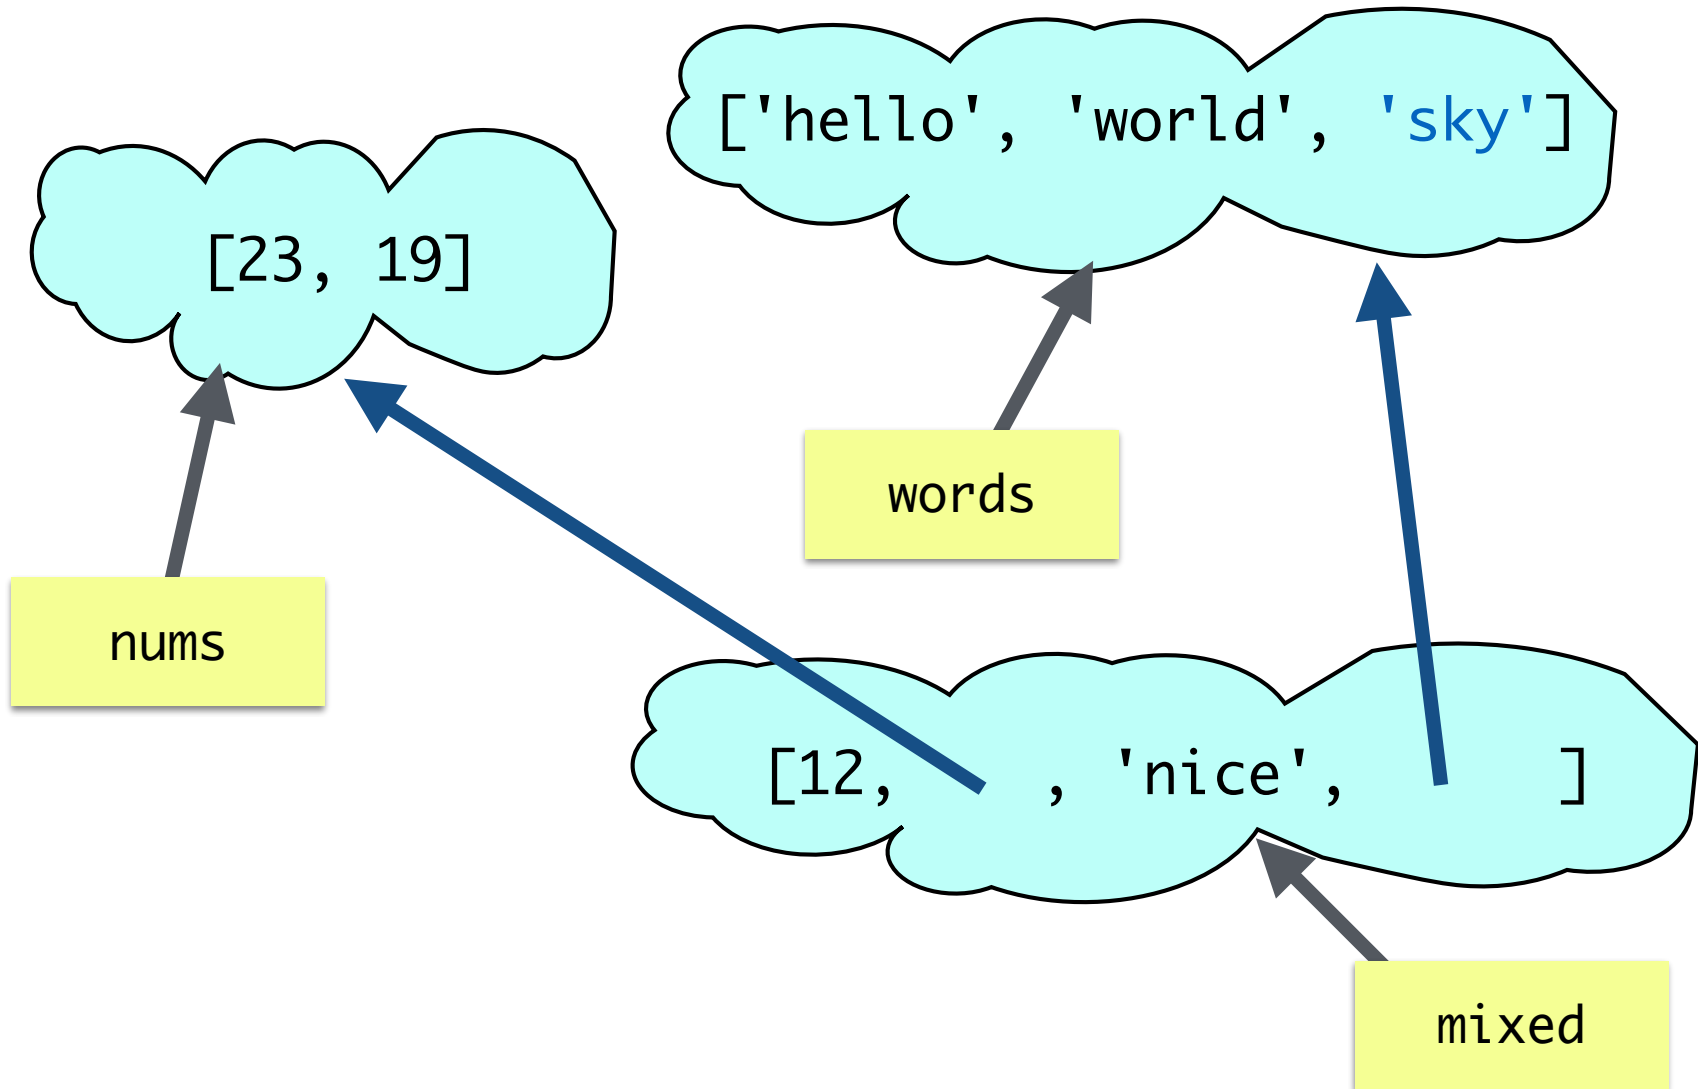 ['hello', 'world', 'sky']
[23, 19]
words
nums
[12, , 'nice', ]
mixed